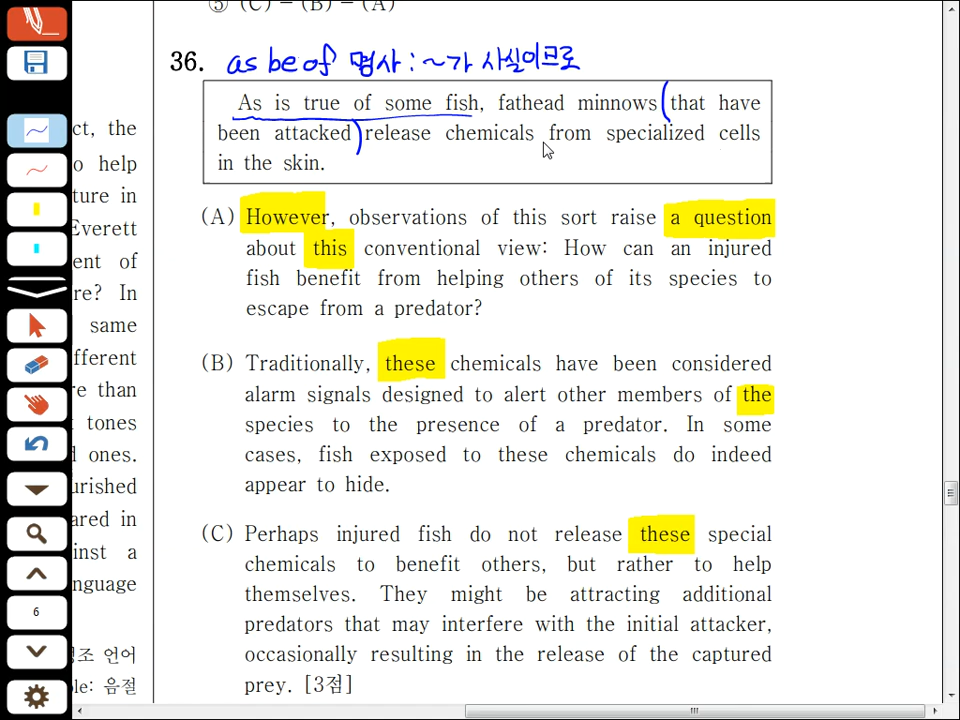 ⑤ (C) - (B) - (A)
36. as be of 명사 : ~가 사실이므로
As is true of some fish, fathead minnows (that have
been attacked) release chemicals from specialized cells
in the skin.
(A) However, observations of this sort raise a question
about this conventional view: How can an injured
fish benefit from helping others of its species to
escape from a predator?
(B) Traditionally, these chemicals have been considered
alarm signals designed to alert other members of the
species to the presence of a predator. In some
cases, fish exposed to these chemicals do indeed
appear to hide.
(C) Perhaps injured fish do not release these special
chemicals to benefit others, but rather to help
themselves. They might be attracting additional
predators that may interfere with the initial attacker,
occasionally resulting in the release of the captured
prey. [3점]
ct, the
o help
ture in
Everett
ent of
re? In
same
fferent
re than
tones
d ones.
urished
ared in
inst a
nguage
조 언어
ple: 음절
6